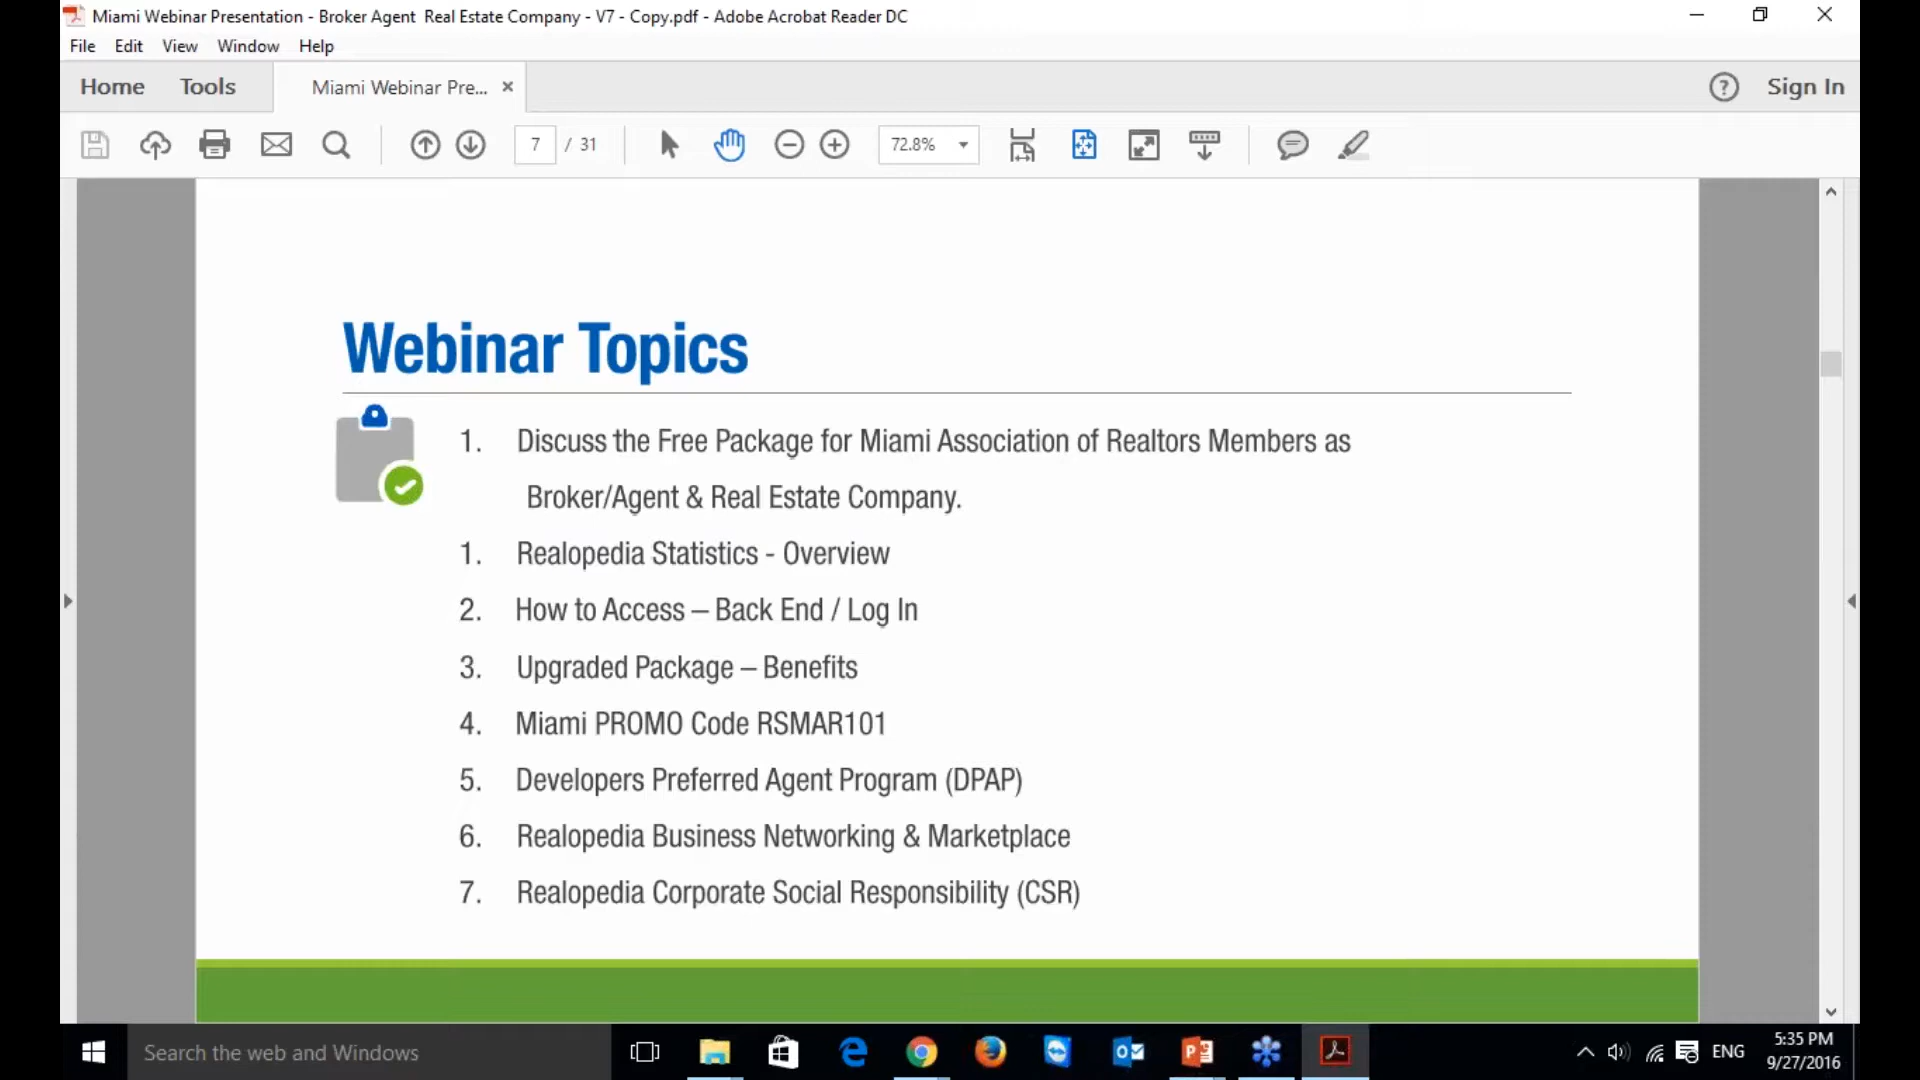 Miami Webinar Presentation - Broker Agent  Real Estate Company - V7 - Copy.pdf - Adobe Acrobat Reader DC
File Edit View Window Help
Home Tools Miami Webinar Pre... × ? Sign In
7 / 31 72.8%
Webinar Topics
1. Discuss the Free Package for Miami Association of Realtors Members as
Broker/Agent & Real Estate Company.
1. Realopedia Statistics - Overview
2. How to Access – Back End / Log In
3. Upgraded Package – Benefits
4. Miami PROMO Code RSMAR101
5. Developers Preferred Agent Program (DPAP)
6. Realopedia Business Networking & Marketplace
7. Realopedia Corporate Social Responsibility (CSR)
Search the web and Windows
ENG
5:35 PM
9/27/2016